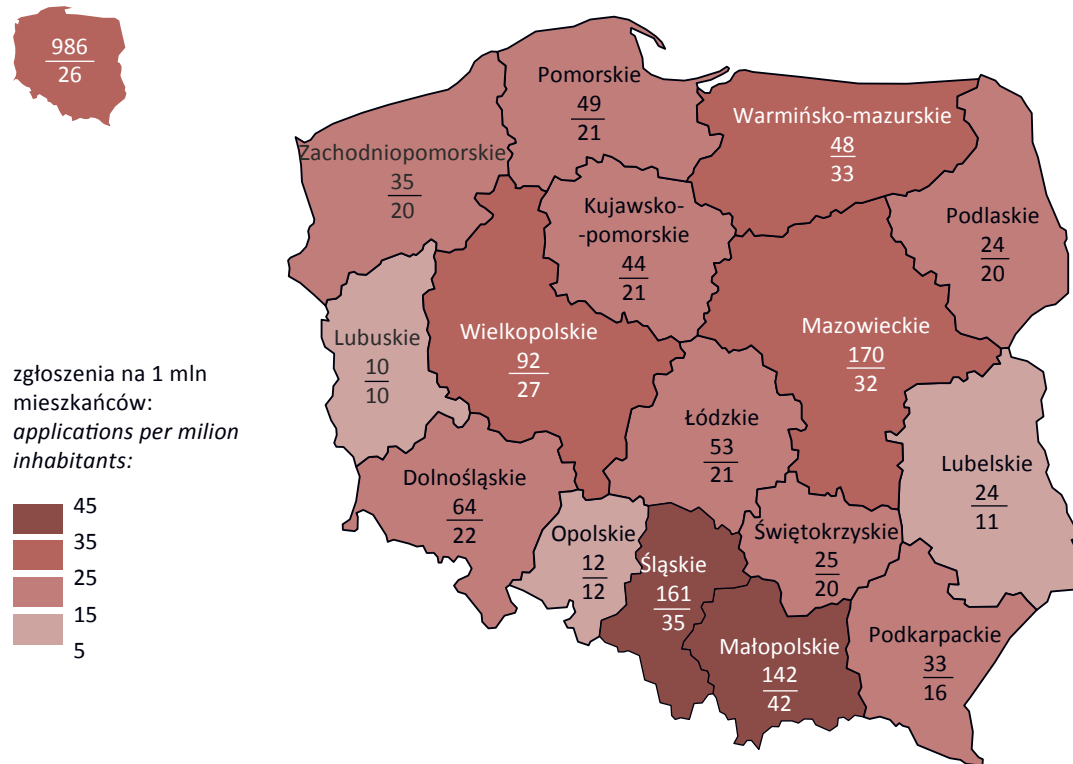 986
26
Pomorskie
49
21
Warmińsko-mazurskie
48
33
Zachodniopomorskie
35
20
Kujawsko-
-pomorskie
44
21
Podlaskie
24
20
Lubuskie
10
10
Wielkopolskie
92
27
Mazowieckie
170
32
zgłoszenia na 1 mln
mieszkańców:
applications per milion
inhabitants:
45
35
25
15
5
Łódzkie
53
21
Dolnośląskie
64
22
Lubelskie
24
11
Opolskie
12
12
Śląskie
161
35
Świętokrzyskie
25
20
Małopolskie
142
42
Podkarpackie
33
16